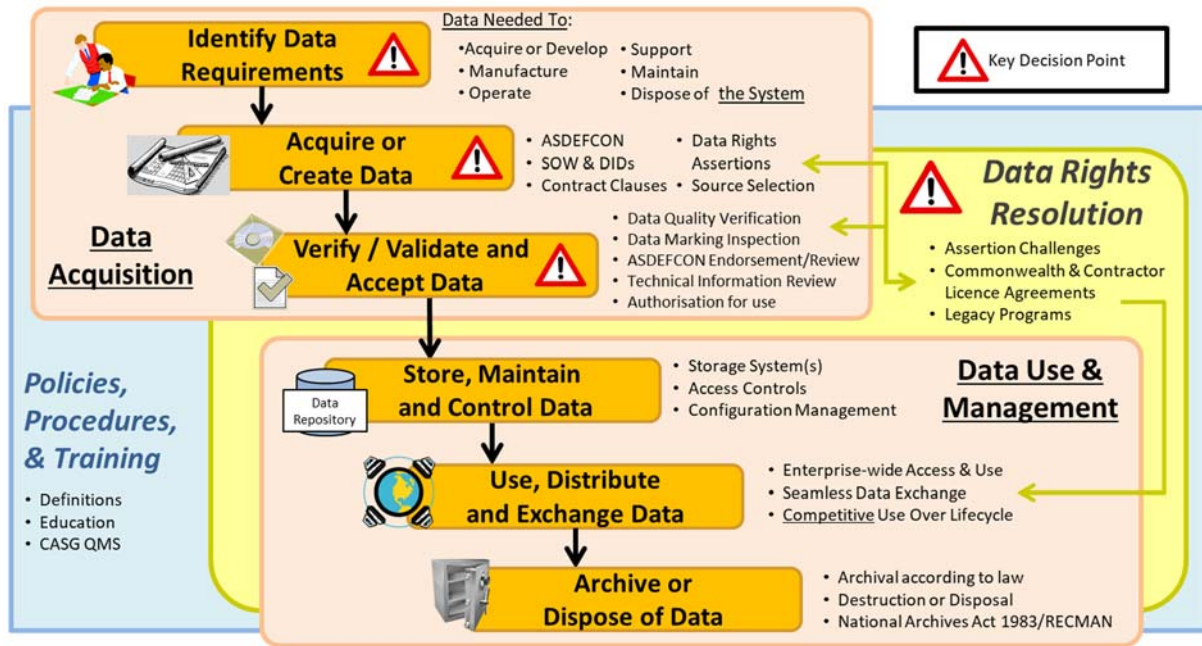 Identify Data
Requirements
Data Needed To:
•Acquire or Develop
• Manufacture
• Operate
• Support
• Maintain
• Dispose of the System
Key Decision Point
Acquire or
Create Data
• ASDEFCON
• SOW & DIDs
• Contract Clauses
• Data Rights
Assertions
• Source Selection
Data
Acquisition
Verify / Validate and
Accept Data
• Data Quality Verification
• Data Marking Inspection
• ASDEFCON Endorsement/Review
• Technical Information Review
• Authorisation for use
Data Rights
Resolution
• Assertion Challenges
• Commonwealth & Contractor
Licence Agreements
• Legacy Programs
Policies,
Procedures,
& Training
• Definitions
• Education
• CASG QMS
Data
Repository
Store, Maintain
and Control Data
• Storage System(s)
• Access Controls
• Configuration Management
Data Use &
Management
Use, Distribute
and Exchange Data
• Enterprise-wide Access & Use
• Seamless Data Exchange
• Competitive Use Over Lifecycle
Archive or
Dispose of Data
• Archival according to law
• Destruction or Disposal
• National Archives Act 1983/RECMAN